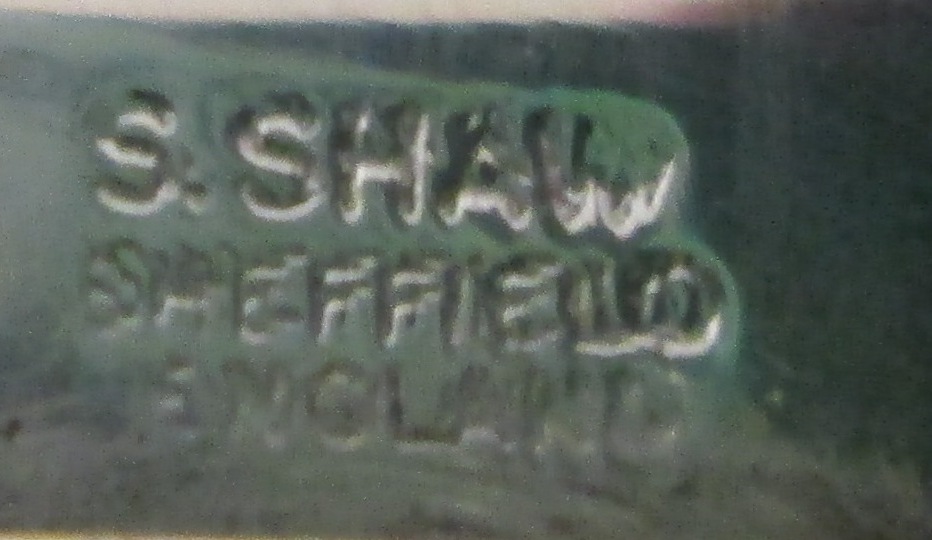 S. SHAW
SHEFFIELD
ENGLAND